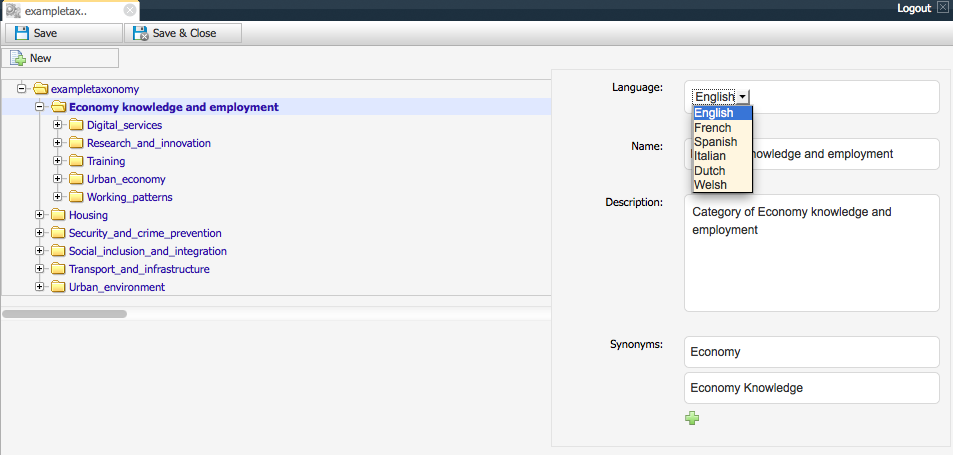 exampletax..
Logout
Save
Save & Close
New
exampletaxonomy
Economy knowledge and employment
Digital_services
Research_and_innovation
Training
Urban_economy
Working_patterns
Housing
Security_and_crime_prevention
Social_inclusion_and_integration
Transport_and_infrastructure
Urban_environment
Language:
English
English
French
Spanish
Italian
Dutch
Welsh
Name:
owledge and employment
Description:
Category of Economy knowledge and
employment
Synonyms:
Economy
Economy Knowledge